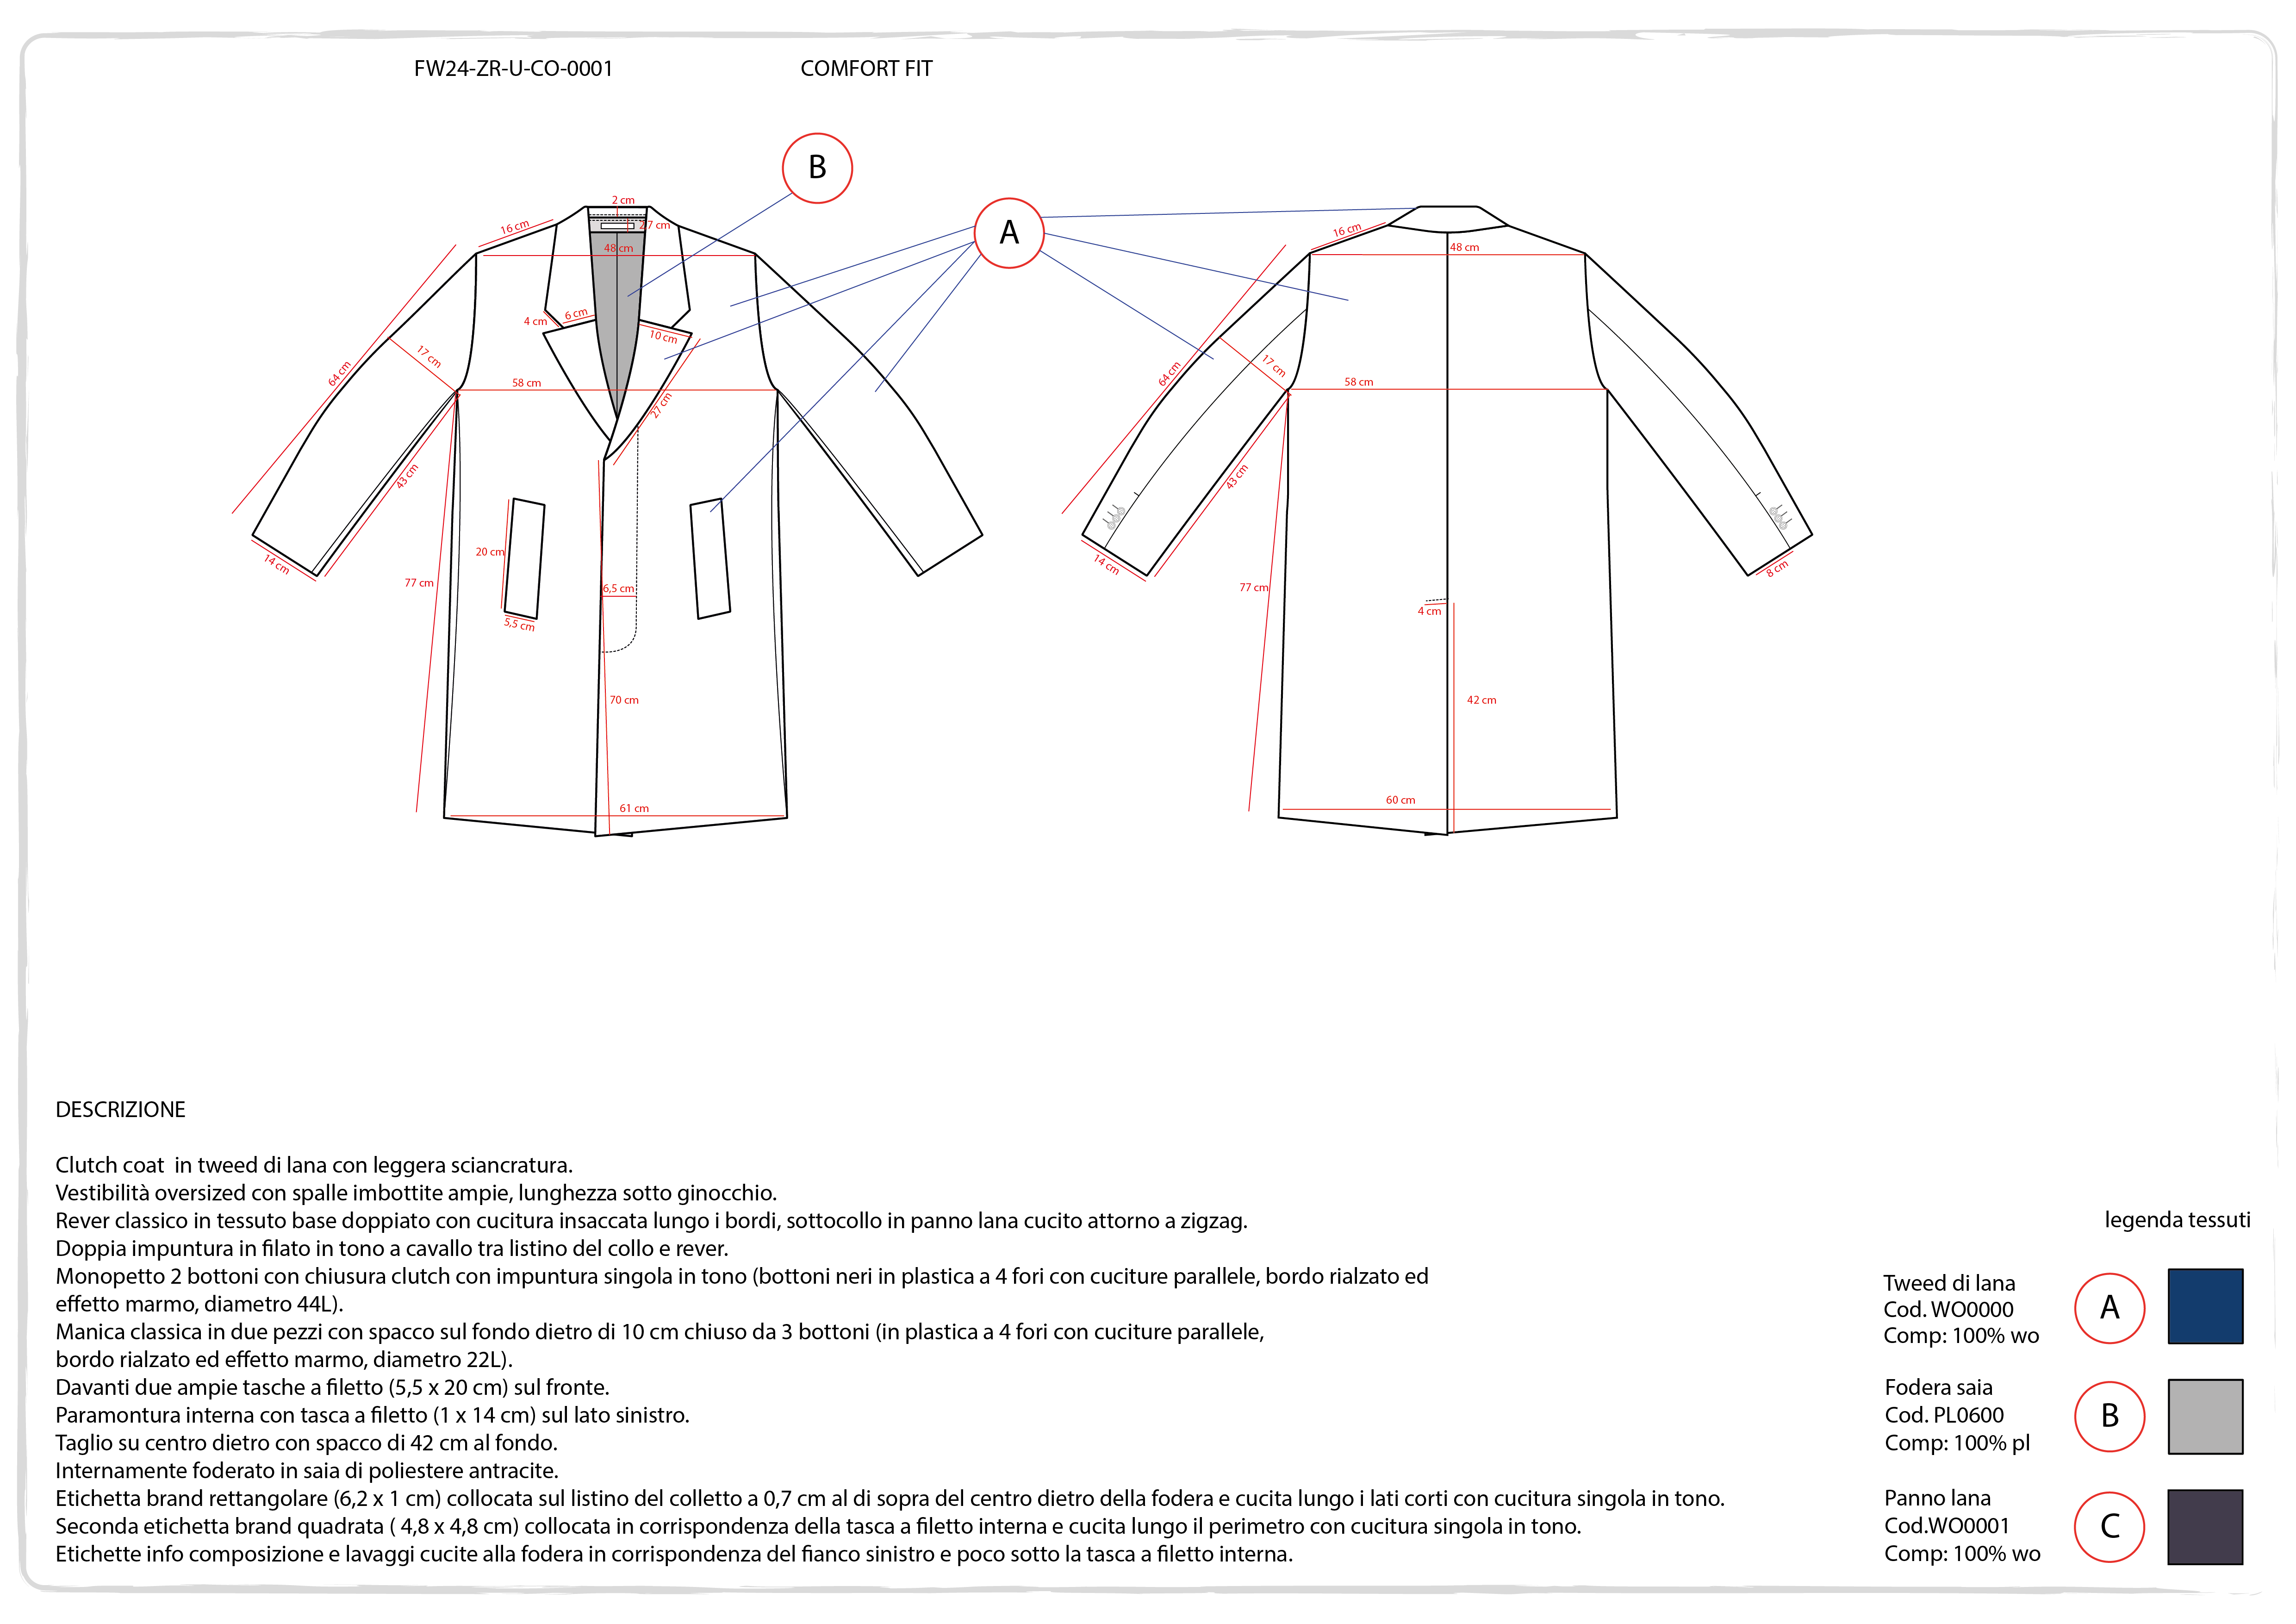 FW24-ZR-U-CO-0001
COMFORT FIT
B
A
2 cm
16 cm
48 cm
4 cm
6 cm
10 cm
64 cm
17 cm
58 cm
27 cm
43 cm
20 cm
5,5 cm
6,5 cm
14 cm
77 cm
70 cm
61 cm
16 cm
48 cm
64 cm
17 cm
58 cm
43 cm
14 cm
8 cm
77 cm
4 cm
42 cm
60 cm
DESCRIZIONE
Clutch coat  in tweed di lana con leggera sciancratura.
Vestibilità oversized con spalle imbottite ampie, lunghezza sotto ginocchio.
Rever classico in tessuto base doppiato con cucitura insaccata lungo i bordi, sottocollo in panno lana cucito attorno a zigzag.
Doppia impuntura in filato in tono a cavallo tra listino del collo e rever.
Monopetto 2 bottoni con chiusura clutch con impuntura singola in tono (bottoni neri in plastica a 4 fori con cuciture parallele, bordo rialzato ed
effetto marmo, diametro 44L).
Manica classica in due pezzi con spacco sul fondo dietro di 10 cm chiuso da 3 bottoni (in plastica a 4 fori con cuciture parallele,
bordo rialzato ed effetto marmo, diametro 22L).
Davanti due ampie tasche a filetto (5,5 x 20 cm) sul fronte.
Paramontura interna con tasca a filetto (1 x 14 cm) sul lato sinistro.
Taglio su centro dietro con spacco di 42 cm al fondo.
Internamente foderato in saia di poliestere antracite.
Etichetta brand rettangolare (6,2 x 1 cm) collocata sul listino del colletto a 0,7 cm al di sopra del centro dietro della fodera e cucita lungo i lati corti con cucitura singola in tono.
Seconda etichetta brand quadrata ( 4,8 x 4,8 cm) collocata in corrispondenza della tasca a filetto interna e cucita lungo il perimetro con cucitura singola in tono.
Etichette info composizione e lavaggi cucite alla fodera in corrispondenza del fianco sinistro e poco sotto la tasca a filetto interna.
legenda tessuti
Tweed di lana
Cod. WO0000
Comp: 100% wo
A
Fodera saia
Cod. PL0600
Comp: 100% pl
B
Panno lana
Cod.WO0001
Comp: 100% wo
C